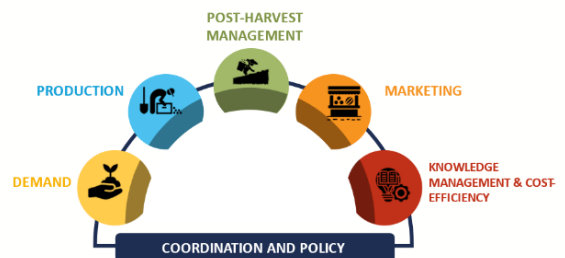 POST-HARVEST
MANAGEMENT
PRODUCTION
MARKETING
DEMAND
KNOWLEDGE
MANAGEMENT & COST-
EFFICIENCY
COORDINATION AND POLICY